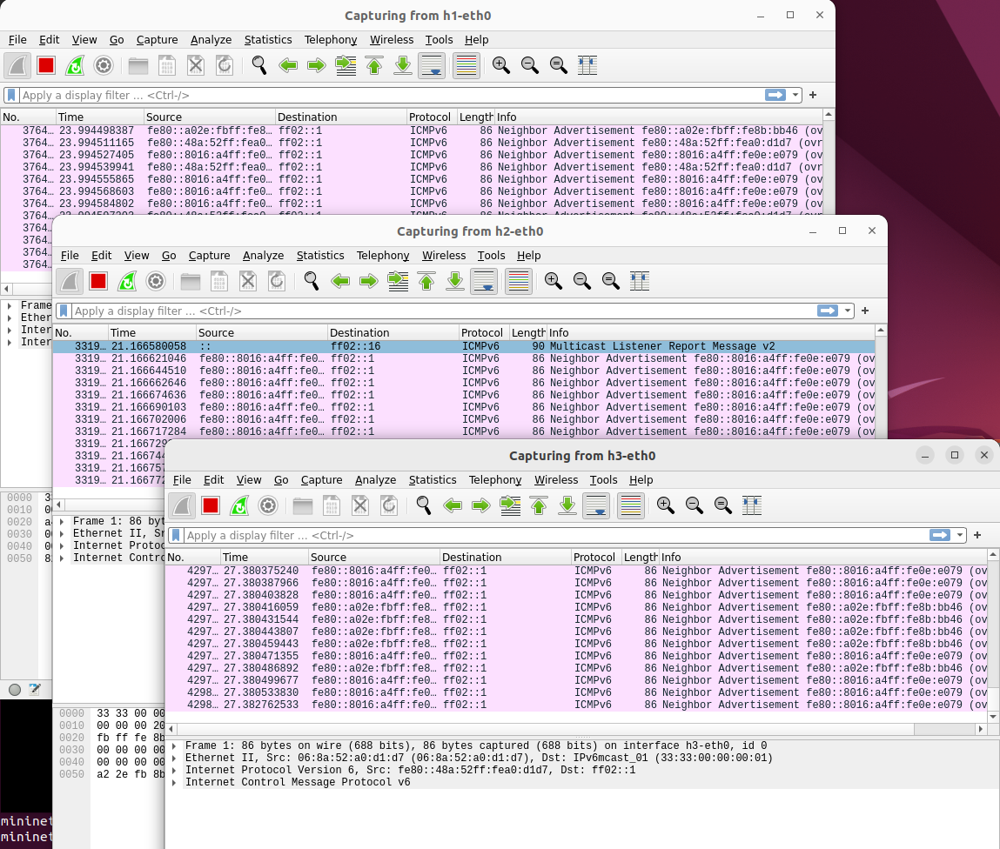 Capturing from h1-eth0
File Edit View Go Capture Analyze Statistics Telephony Wireless Tools Help
Apply a display filter ... <Ctrl-/>
No. Time Source Destination Protocol Length Info
3764… 23.994498387 fe80::a02e:fbff:fe8… ff02::1 ICMPv6 86 Neighbor Advertisement fe80::a02e:fbff:fe8b:bb46 (ov
3764… 23.994511165 fe80::48a:52ff:fea0… ff02::1 ICMPv6 86 Neighbor Advertisement fe80::48a:52ff:fea0:d1d7 (ovr
3764… 23.994527405 fe80::8016:a4ff:fe0… ff02::1 ICMPv6 86 Neighbor Advertisement fe80::8016:a4ff:fe0e:e079 (ov
3764… 23.994539941 fe80::48a:52ff:fea0… ff02::1 ICMPv6 86 Neighbor Advertisement fe80::48a:52ff:fea0:d1d7 (ovr
3764… 23.994555865 fe80::8016:a4ff:fe0… ff02::1 ICMPv6 86 Neighbor Advertisement fe80::8016:a4ff:fe0e:e079 (ov
3764… 23.994568603 fe80::8016:a4ff:fe0… ff02::1 ICMPv6 86 Neighbor Advertisement fe80::8016:a4ff:fe0e:e079 (ov
3764… 23.994584802 fe80::8016:a4ff:fe0… ff02::1 ICMPv6 86 Neighbor Advertisement fe80::8016:a4ff:fe0e:e079 (ov
3764…
3764…
3764…
3764…
3764…
Frame
Ether
Inter
Inter
0000 3
0010 0
0020 a
0030 0
0040 0
0050 8
mininet
mininet
Capturing from h2-eth0
File Edit View Go Capture Analyze Statistics Telephony Wireless Tools Help
Apply a display filter ... <Ctrl-/>
No. Time Source Destination Protocol Length Info
3319… 21.166580058 :: ff02::16 ICMPv6 90 Multicast Listener Report Message v2
3319… 21.166621046 fe80::8016:a4ff:fe0… ff02::1 ICMPv6 86 Neighbor Advertisement fe80::8016:a4ff:fe0e:e079 (ov
3319… 21.166644510 fe80::8016:a4ff:fe0… ff02::1 ICMPv6 86 Neighbor Advertisement fe80::8016:a4ff:fe0e:e079 (ov
3319… 21.166662646 fe80::8016:a4ff:fe0… ff02::1 ICMPv6 86 Neighbor Advertisement fe80::8016:a4ff:fe0e:e079 (ov
3319… 21.166674636 fe80::8016:a4ff:fe0… ff02::1 ICMPv6 86 Neighbor Advertisement fe80::8016:a4ff:fe0e:e079 (ov
3319… 21.166690103 fe80::8016:a4ff:fe0… ff02::1 ICMPv6 86 Neighbor Advertisement fe80::8016:a4ff:fe0e:e079 (ov
3319… 21.166702006 fe80::8016:a4ff:fe0… ff02::1 ICMPv6 86 Neighbor Advertisement fe80::8016:a4ff:fe0e:e079 (ov
3319… 21.166717284 fe80::8016:a4ff:fe0… ff02::1 ICMPv6 86 Neighbor Advertisement fe80::8016:a4ff:fe0e:e079 (ov
3319… 21.16672
3319… 21.16674
3319… 21.16675
3319… 21.16677
Frame 1: 86 byt
Ethernet II, Sr
Internet Proto
Internet Contr
0000 33 33 00 00
0010 00 00 00 20
0020 fb ff fe 8b
0030 00 00 00 00
0040 00 00 00 00
0050 a2 2e fb 8b
Capturing from h3-eth0
File Edit View Go Capture Analyze Statistics Telephony Wireless Tools Help
Apply a display filter ... <Ctrl-/>
No. Time Source Destination Protocol Length Info
4297… 27.380375240 fe80::8016:a4ff:fe0… ff02::1 ICMPv6 86 Neighbor Advertisement fe80::8016:a4ff:fe0e:e079 (ov
4297… 27.380387966 fe80::8016:a4ff:fe0… ff02::1 ICMPv6 86 Neighbor Advertisement fe80::8016:a4ff:fe0e:e079 (ov
4297… 27.380403828 fe80::8016:a4ff:fe0… ff02::1 ICMPv6 86 Neighbor Advertisement fe80::8016:a4ff:fe0e:e079 (ov
4297… 27.380416059 fe80::a02e:fbff:fe8… ff02::1 ICMPv6 86 Neighbor Advertisement fe80::a02e:fbff:fe8b:bb46 (ov
4297… 27.380431544 fe80::a02e:fbff:fe8… ff02::1 ICMPv6 86 Neighbor Advertisement fe80::a02e:fbff:fe8b:bb46 (ov
4297… 27.380443807 fe80::a02e:fbff:fe8… ff02::1 ICMPv6 86 Neighbor Advertisement fe80::a02e:fbff:fe8b:bb46 (ov
4297… 27.380459443 fe80::a02e:fbff:fe8… ff02::1 ICMPv6 86 Neighbor Advertisement fe80::a02e:fbff:fe8b:bb46 (ov
4297… 27.380471355 fe80::8016:a4ff:fe0… ff02::1 ICMPv6 86 Neighbor Advertisement fe80::8016:a4ff:fe0e:e079 (ov
4297… 27.380486892 fe80::a02e:fbff:fe8… ff02::1 ICMPv6 86 Neighbor Advertisement fe80::a02e:fbff:fe8b:bb46 (ov
4297… 27.380499677 fe80::8016:a4ff:fe0… ff02::1 ICMPv6 86 Neighbor Advertisement fe80::8016:a4ff:fe0e:e079 (ov
4298… 27.380533830 fe80::8016:a4ff:fe0… ff02::1 ICMPv6 86 Neighbor Advertisement fe80::8016:a4ff:fe0e:e079 (ov
4298… 27.382762533 fe80::8016:a4ff:fe0… ff02::1 ICMPv6 86 Neighbor Advertisement fe80::8016:a4ff:fe0e:e079 (ov
Frame 1: 86 bytes on wire (688 bits), 86 bytes captured (688 bits) on interface h3-eth0, id 0
Ethernet II, Src: 06:8a:52:a0:d1:d7 (06:8a:52:a0:d1:d7), Dst: IPv6mcast_01 (33:33:00:00:00:01)
Internet Protocol Version 6, Src: fe80::48a:52ff:fea0:d1d7, Dst: ff02::1
Internet Control Message Protocol v6